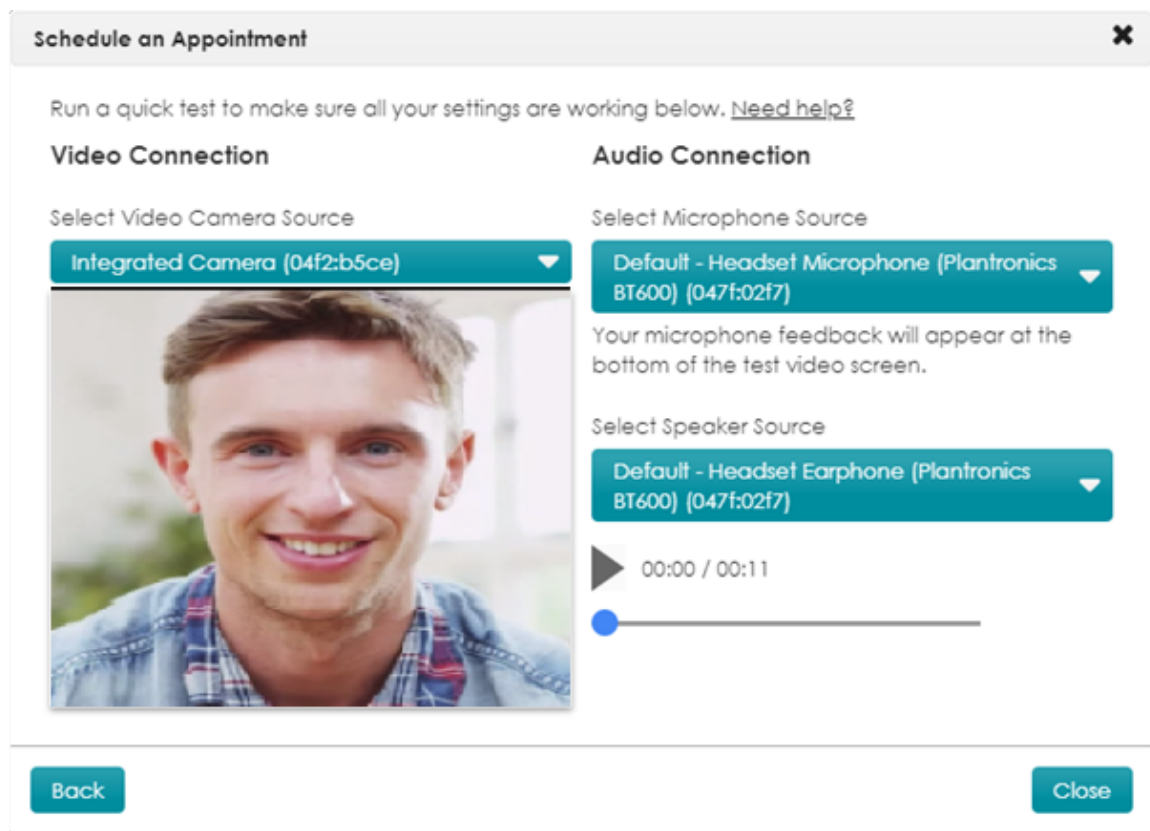 Schedule an Appointment
Run a quick test to make sure all your settings are working below. Need help?
Video Connection
Select Video Camera Source
Integrated Camera (04f2:b5ce)
Audio Connection
Select Microphone Source
Default - Headset Microphone (Plantronics
BT600) (047f:02f7)
Your microphone feedback will appear at the
bottom of the test video screen.
Select Speaker Source
Default - Headset Earphone (Plantronics
BT600) (047f:02f7)
00:00 / 00:11
Back
Close